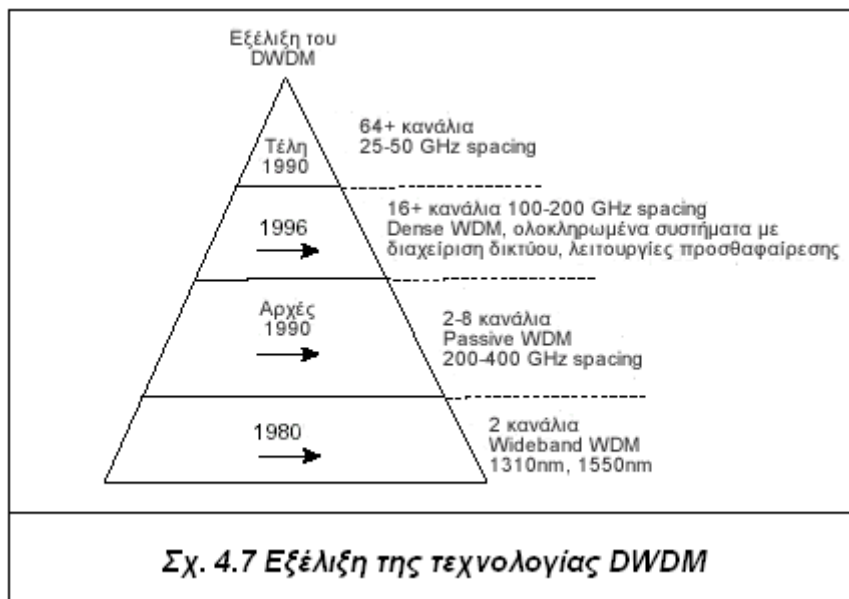 Εξέλιξη του
DWDM
Τέλη
1990
64+ κανάλια
25-50 GHz spacing
1996
16+ κανάλια 100-200 GHz spacing
Dense WDM, ολοκληρωμένα συστήματα με
διαχείριση δικτύου, λειτουργίες προσθαφαίρεσης
Αρχές
1990
2-8 κανάλια
Passive WDM
200-400 GHz spacing
1980
2 κανάλια
Wideband WDM
1310nm, 1550nm
Σχ. 4.7 Εξέλιξη της τεχνολογίας DWDM